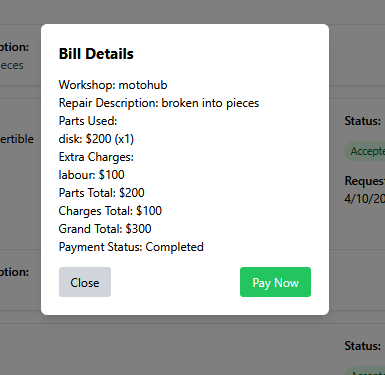 Bill Details
Workshop: motohub
Repair Description: broken into pieces
Parts Used:
disk: $200 (x1)
Extra Charges:
labour: $100
Parts Total: $200
Charges Total: $100
Grand Total: $300
Payment Status: Completed
Close
Pay Now
ption:
eces
ertible
Status:
Accepte
Reques
4/10/20
ption:
Status: